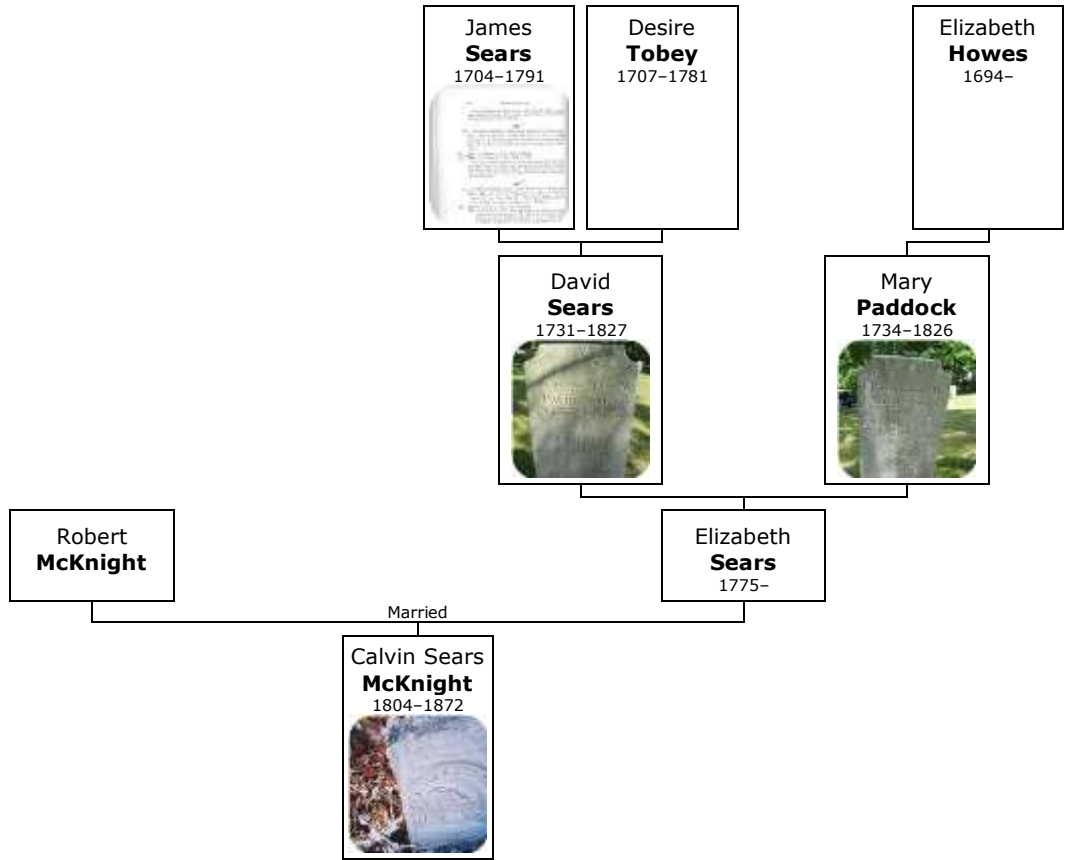 James
Sears
1704–1791
Desire
Tobey
1707–1781
Elizabeth
Howes
1694–
David
Sears
1731–1827
Mary
Paddock
1734–1826
Robert
McKnight
Elizabeth
Sears
1775–
Married
Calvin Sears
McKnight
1804–1872